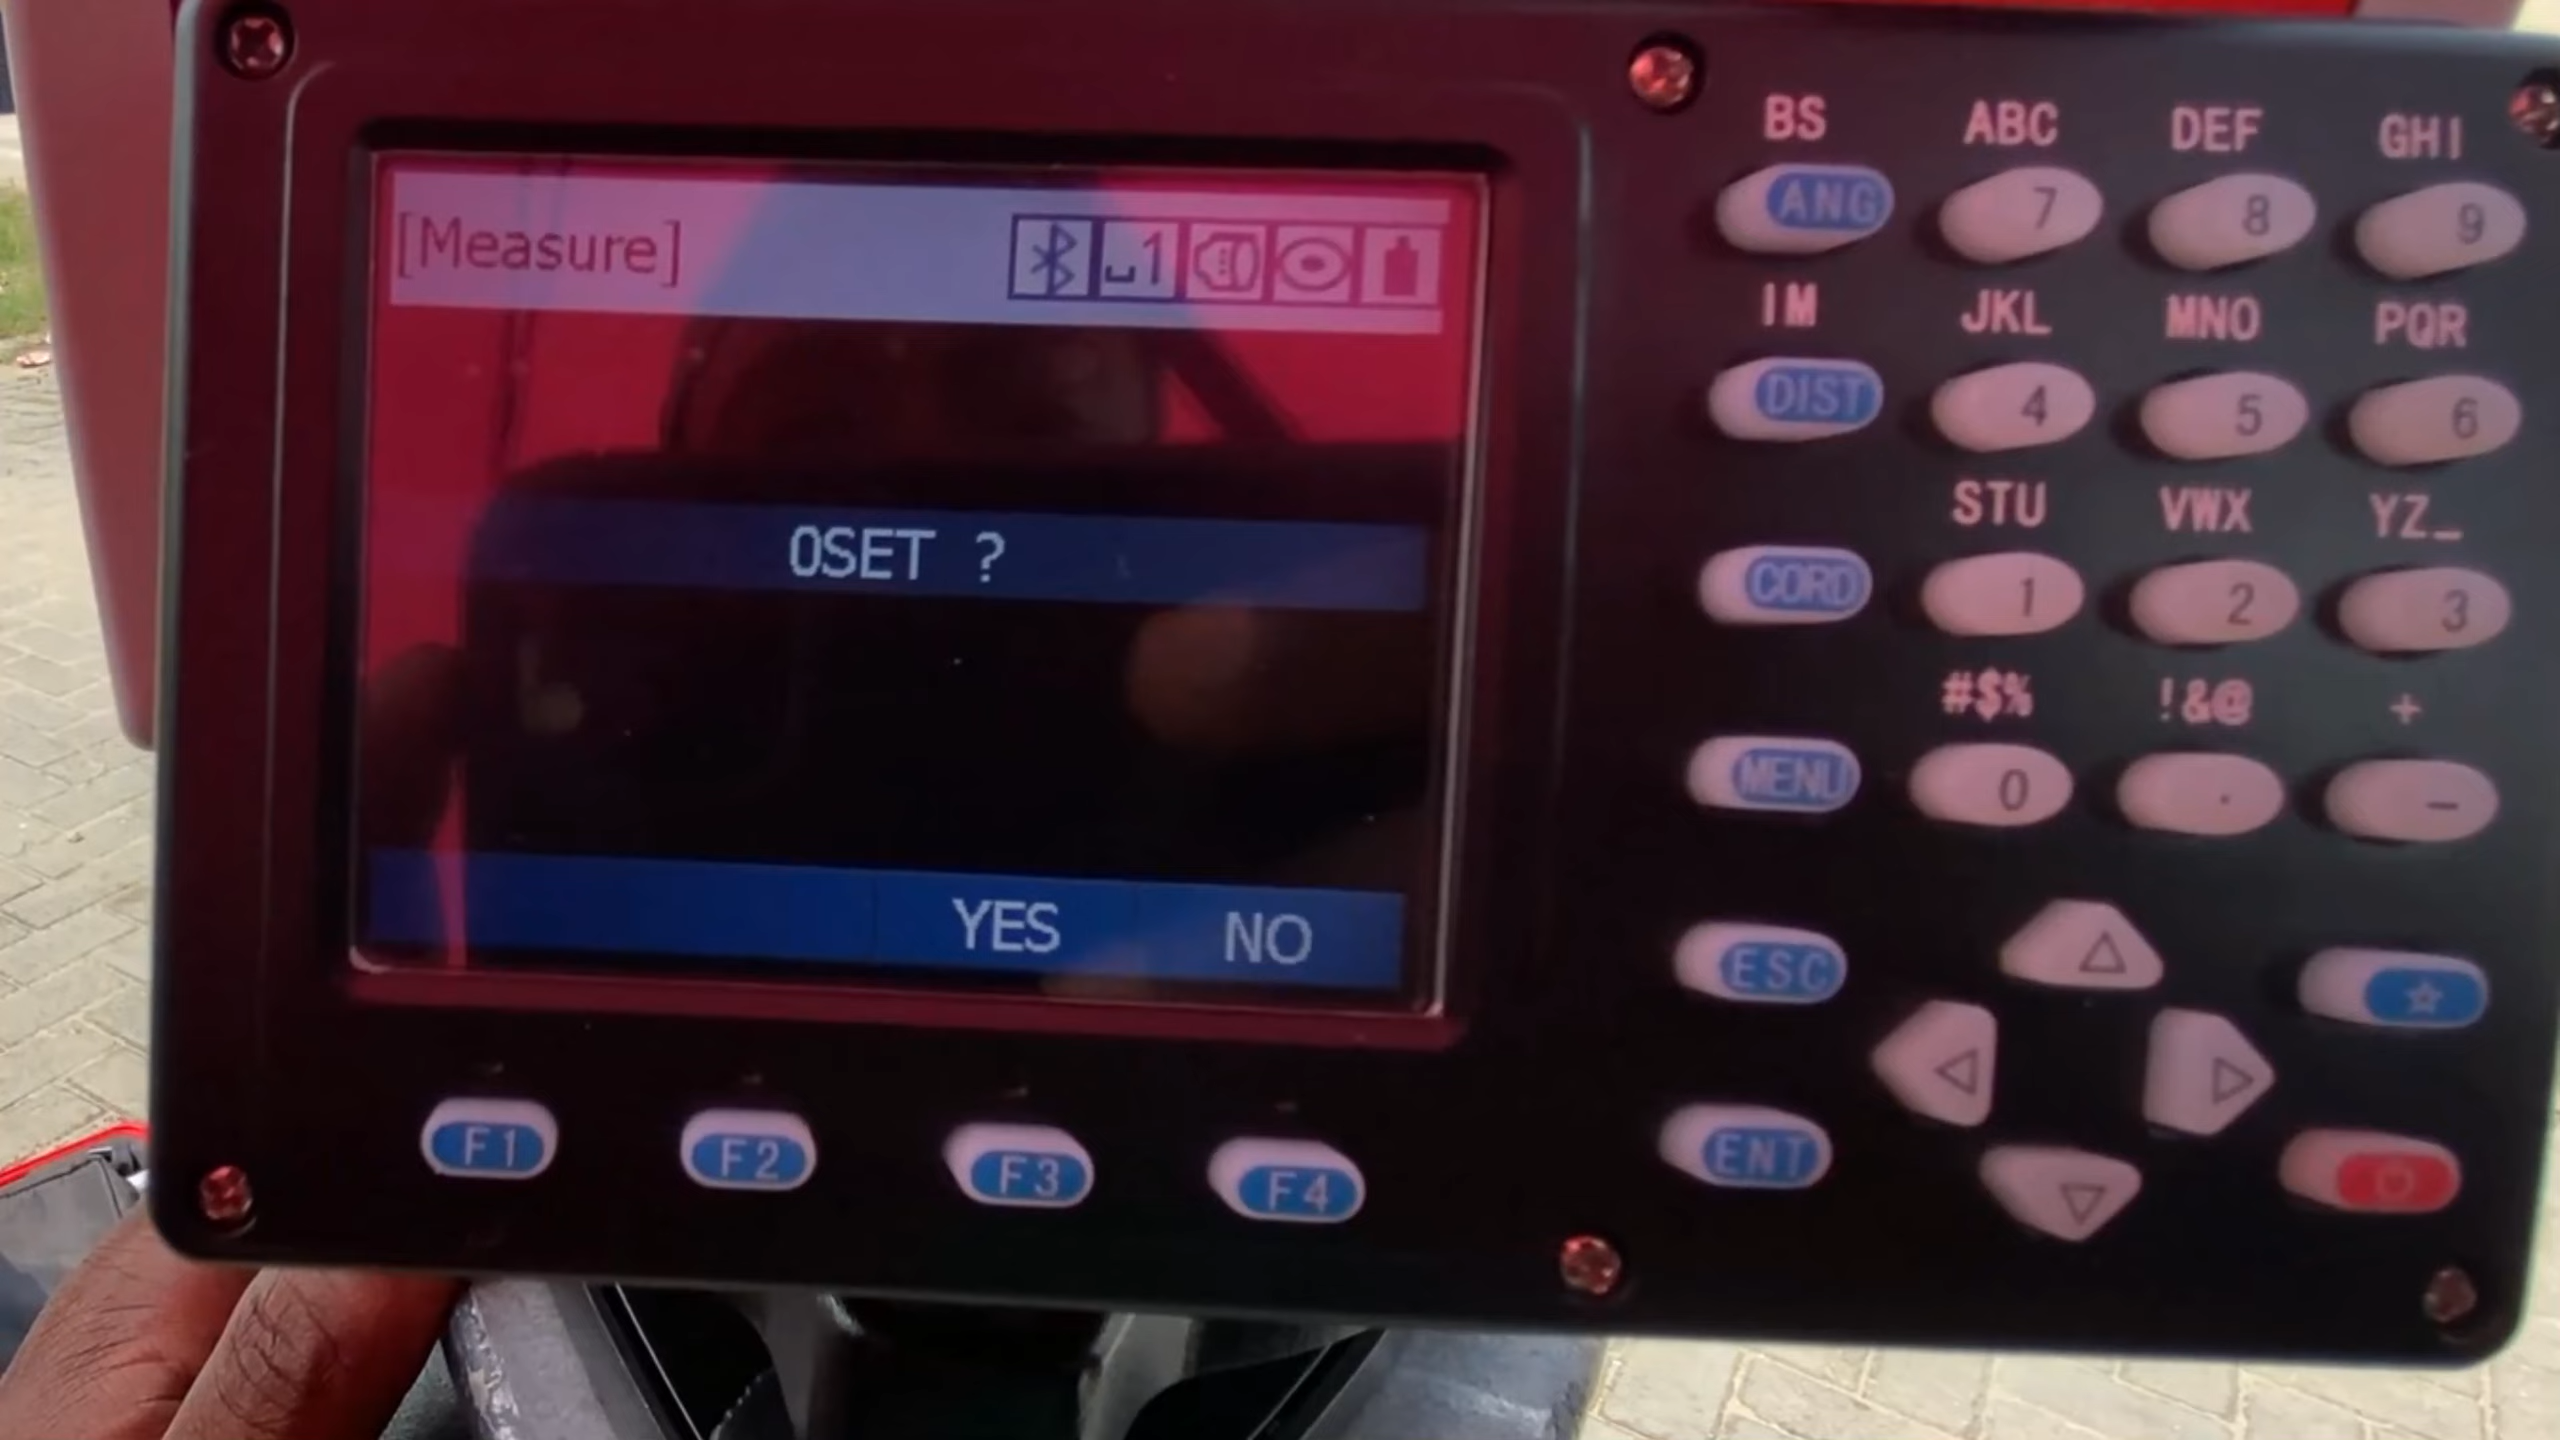 [Measure] 1
0SET ?
YES NO
F1 F2 F3 F4
BS ABC DEF GHI
ANG 7 8 9
IM JKL MNO PQR
DIST 4 5 6
STU VWX YZ_
CORD 1 2 3
#$% !&@ +
MENU 0 . −
ESC
ENT